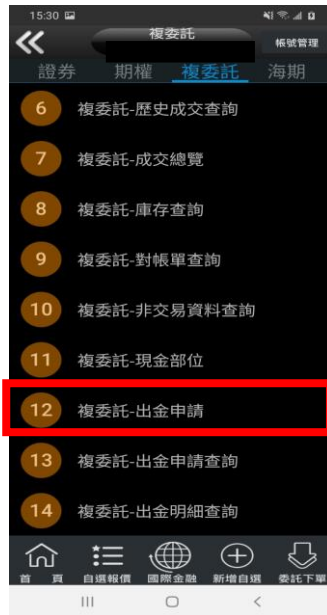 15:30
複委託
帳號管理
證券 期權 複委託 海期
6 複委託-歷史成交查詢
7 複委託-成交總覽
8 複委託-庫存查詢
9 複委託-對帳單查詢
10 複委託-非交易資料查詢
11 複委託-現金部位
12 複委託-出金申請
13 複委託-出金申請查詢
14 複委託-出金明細查詢
首頁 自選報價 國際金融 新增自選 委託下單